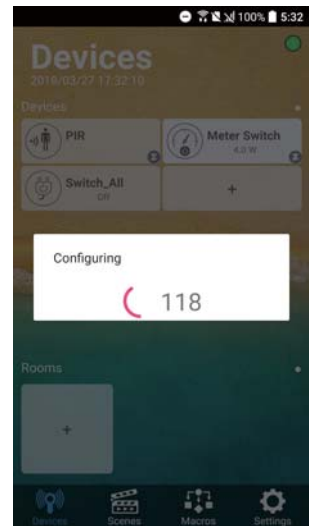 100% 5:32
Devices
2018/03/27 17:32:10
Devices
PIR
Meter Switch
4.0 W
Switch_All
Off
+
Configuring
118
Rooms
+
Devices Scenes Macros Settings